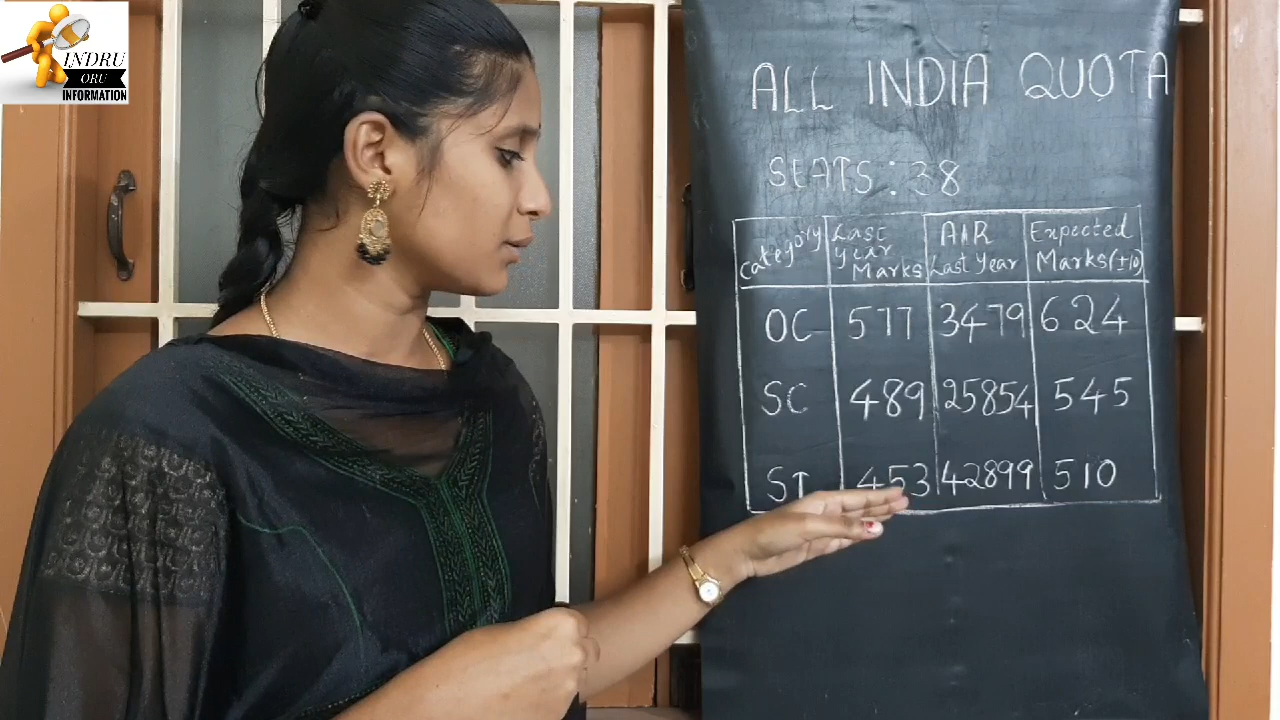 INDRU
ORU
INFORMATION
ALL INDIA QUOTA
SEATS : 38
Category
Last
Year
Marks
AIR
Last Year
Expected
Marks (±10)
OC 577 3479 624
SC 489 25854 545
ST 453 42899 510